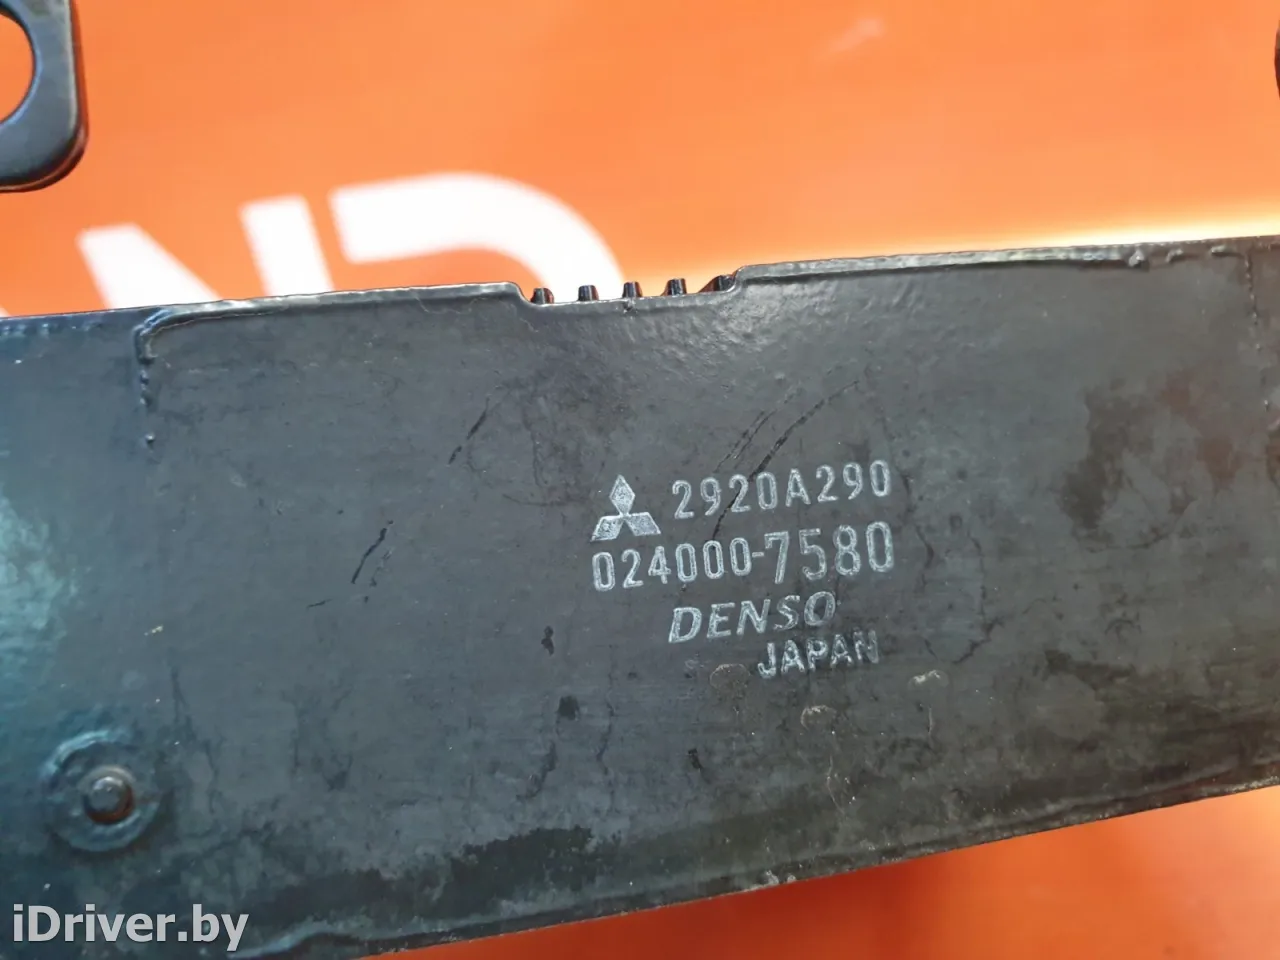 2920A290
024000-7580
DENSO
JAPAN
iDriver.by